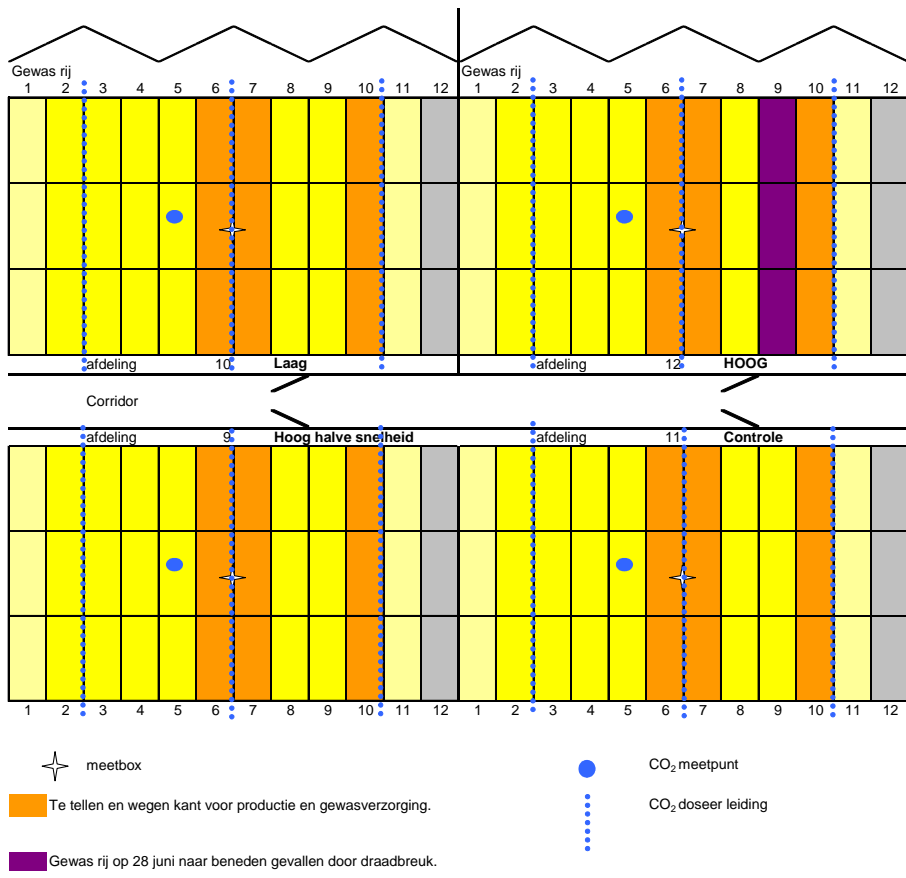 Gewas rij Gewas rij
1 2 3 4 5 6 7 8 9 10 11 12 1 2 3 4 5 6 7 8 9 10 11 12
afdeling 10 Laag afdeling 12 HOOG
Corridor
afdeling 9 Hoog halve snelheid afdeling 11 Controle
1 2 3 4 5 6 7 8 9 10 11 12 1 2 3 4 5 6 7 8 9 10 11 12
meetbox CO₂ meetpunt
Te tellen en wegen kant voor productie en gewasverzorging. CO₂ doseer leiding
Gewas rij op 28 juni naar beneden gevallen door draadbreuk.